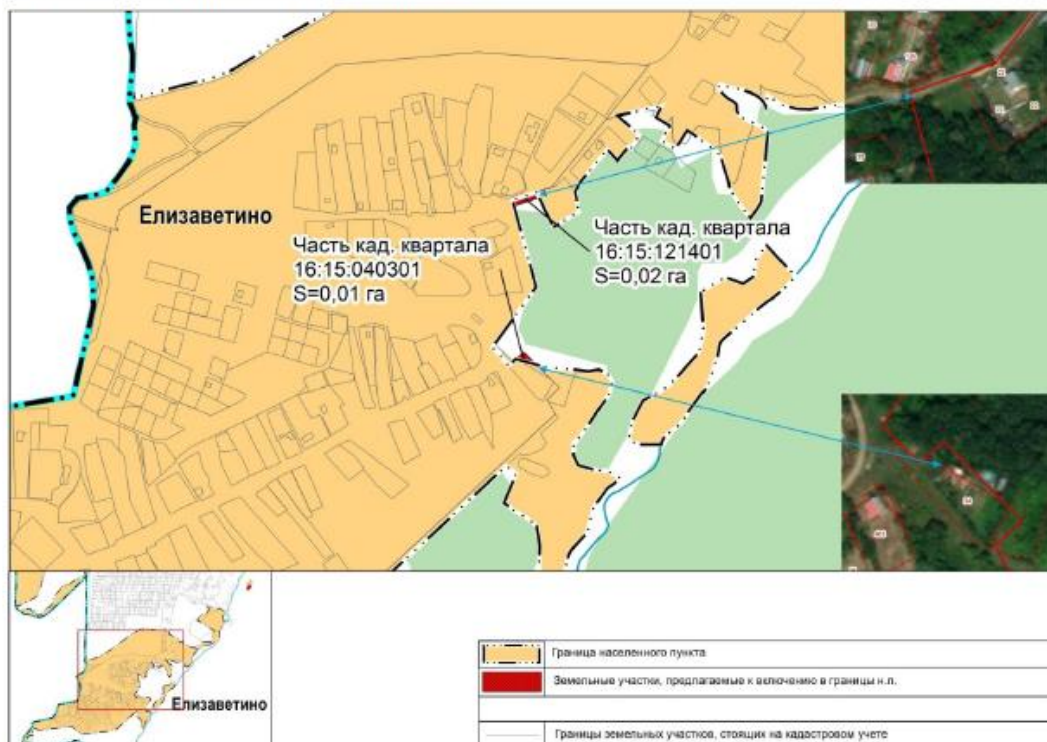 Елизаветино
Часть кад. квартала
16:15:040301
S=0,01 га
Часть кад. квартала
16:15:121401
S=0,02 га
Елизаветино
Граница населенного пункта
Земельные участки, предлагаемые к включению в границы н.п.
Границы земельных участков, стоящих на кадастровом учете